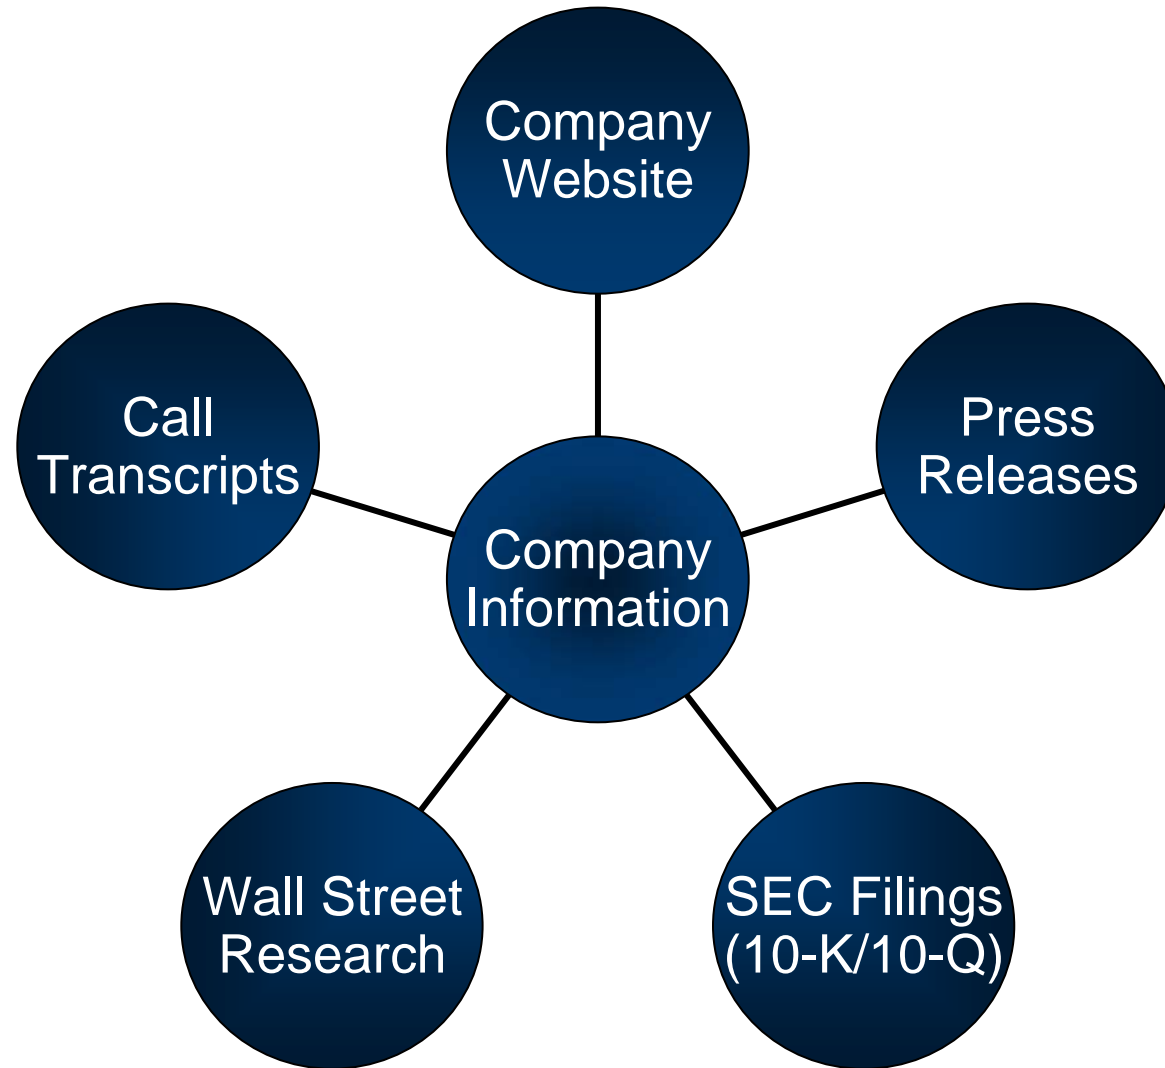 Company
Website
Call
Transcripts
Press
Releases
Company
Information
Wall Street
Research
SEC Filings
(10-K/10-Q)